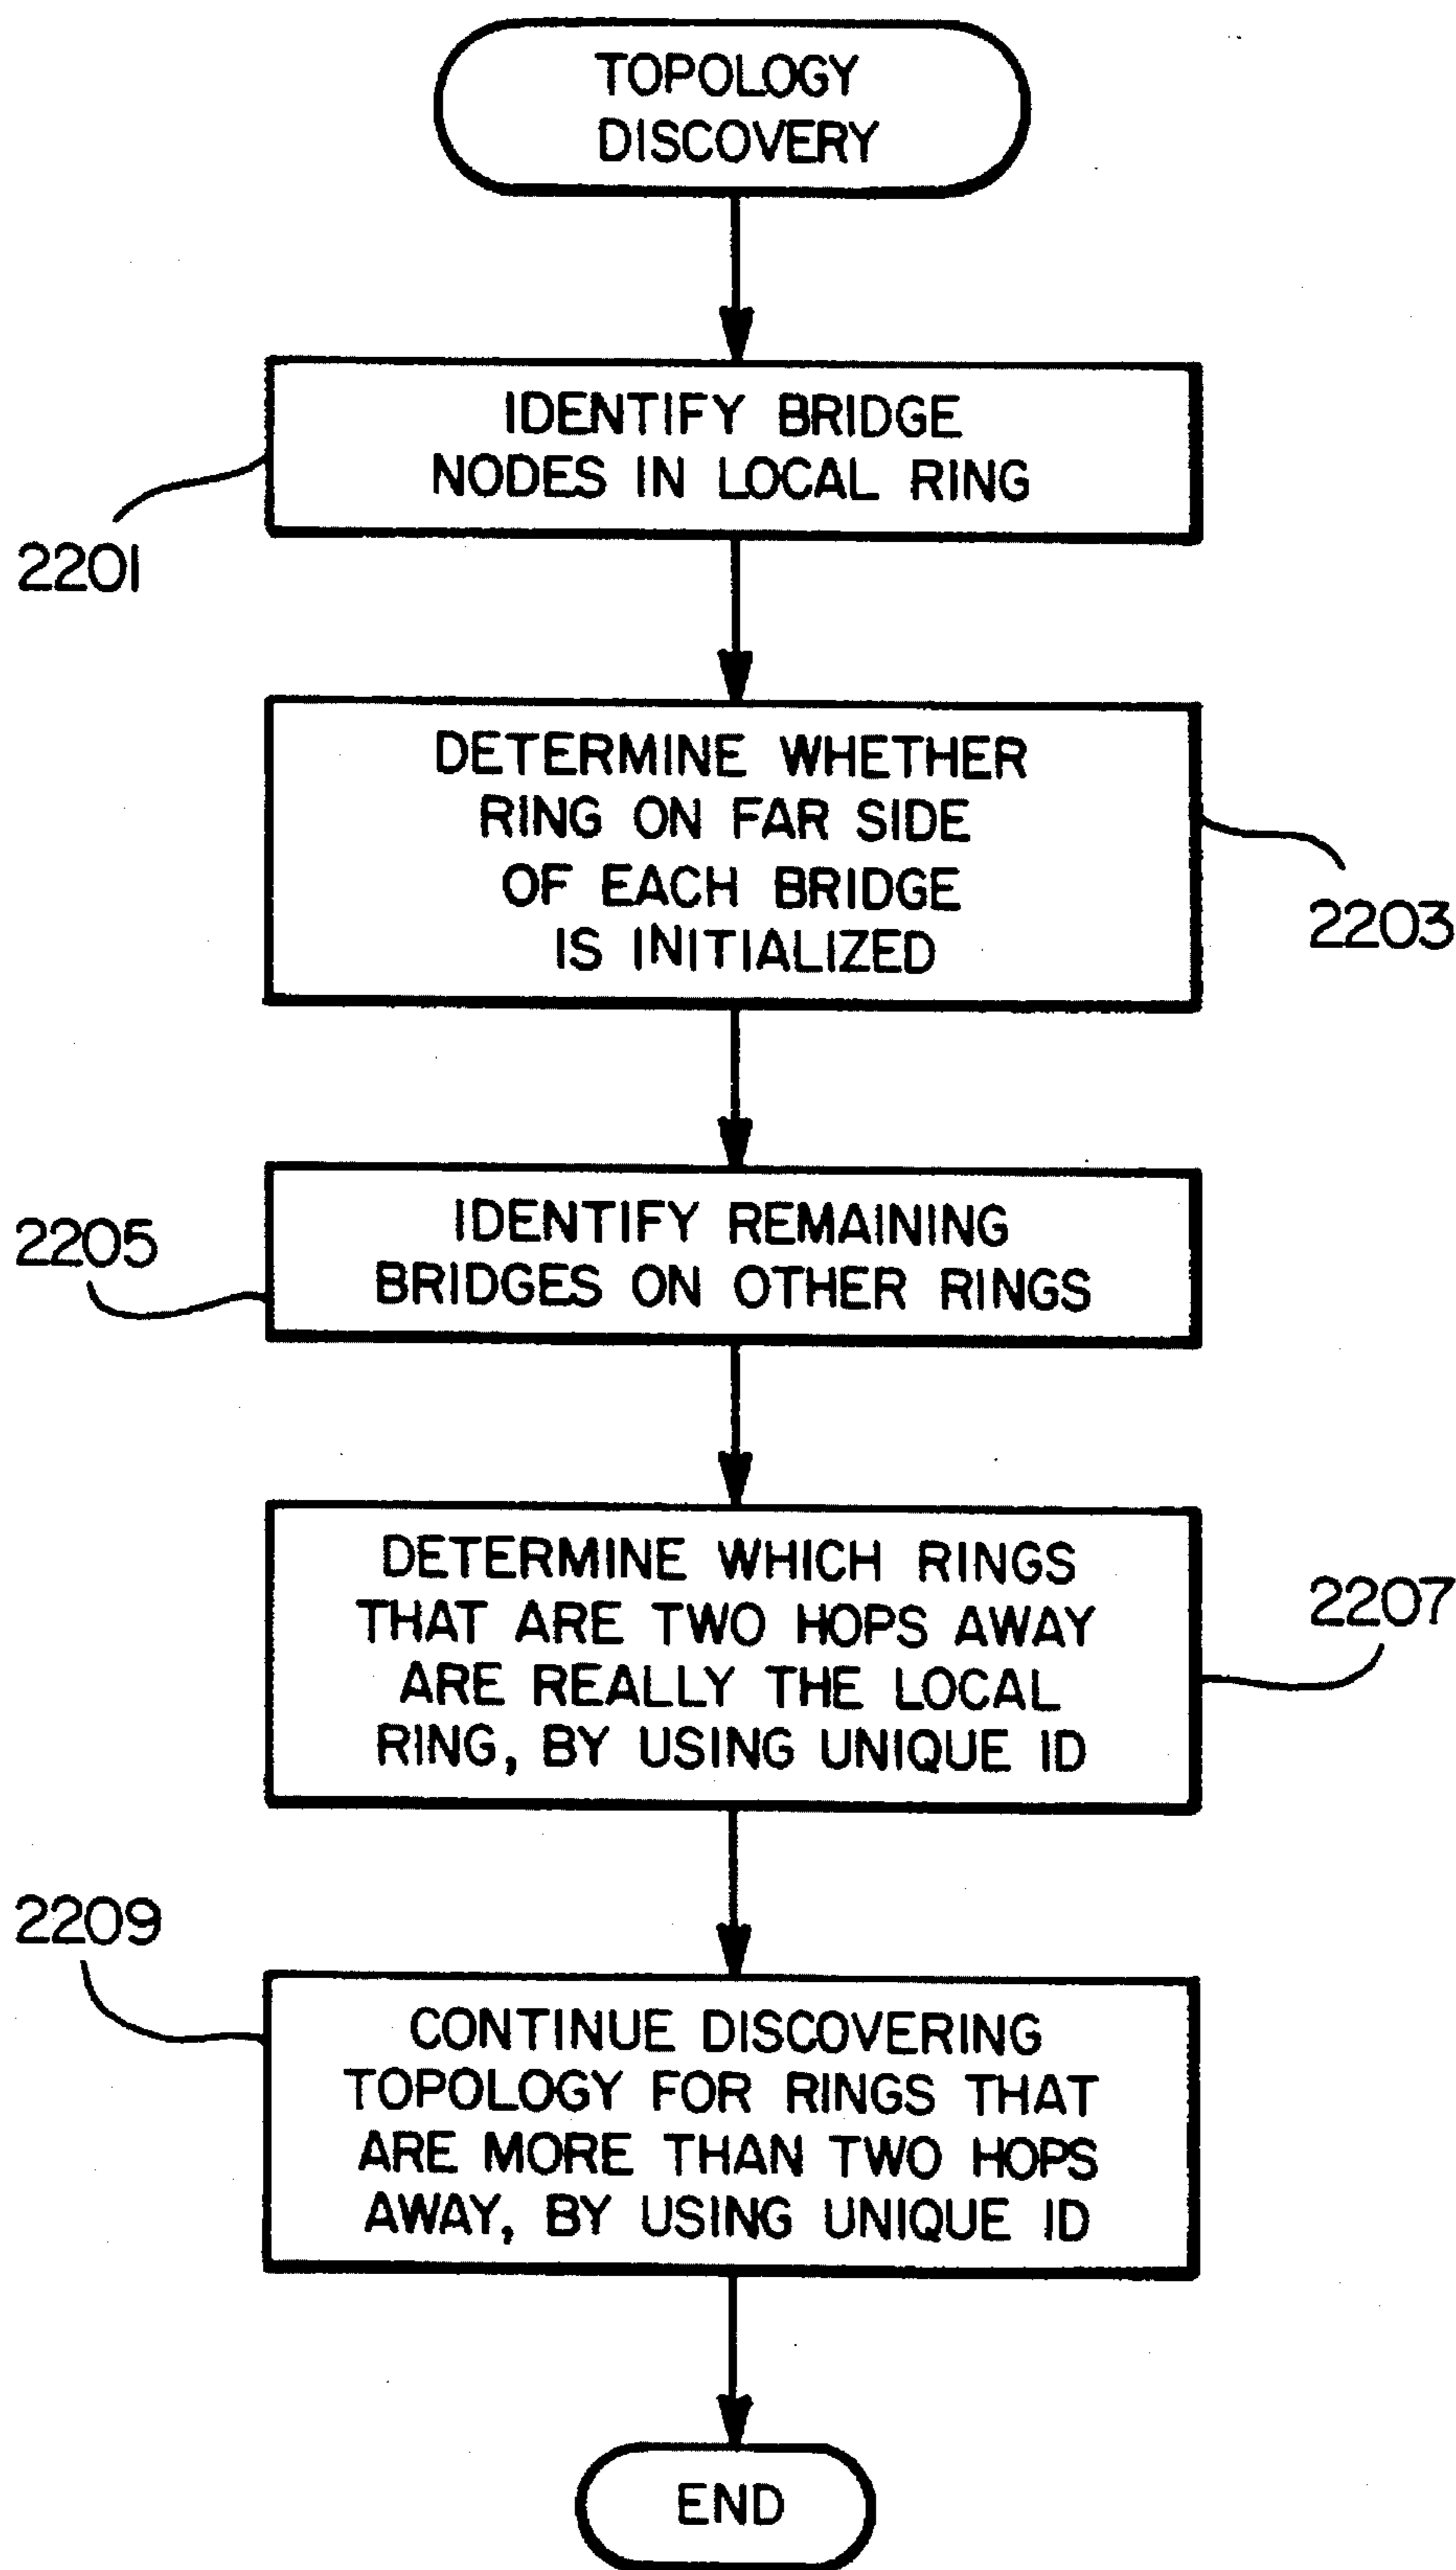 TOPOLOGY
DISCOVERY
IDENTIFY BRIDGE
NODES IN LOCAL RING
2201
DETERMINE WHETHER
RING ON FAR SIDE
OF EACH BRIDGE
IS INITIALIZED
2203
IDENTIFY REMAINING
BRIDGES ON OTHER RINGS
2205
DETERMINE WHICH RINGS
THAT ARE TWO HOPS AWAY
ARE REALLY THE LOCAL
RING, BY USING UNIQUE ID
2207
2209
CONTINUE DISCOVERING
TOPOLOGY FOR RINGS THAT
ARE MORE THAN TWO HOPS
AWAY, BY USING UNIQUE ID
END